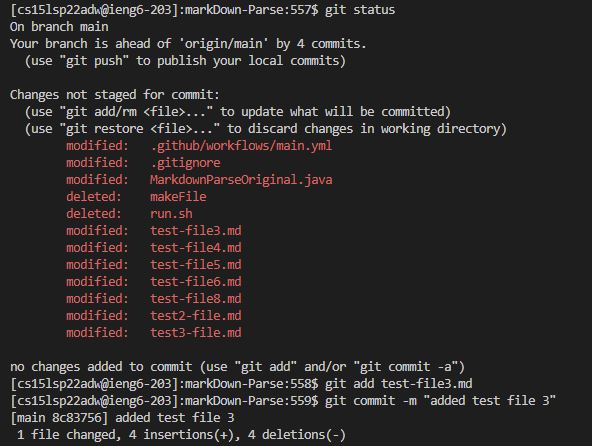 [cs15lsp22adw@ieng6-203]:markDown-Parse:557$ git status
On branch main
Your branch is ahead of 'origin/main' by 4 commits.
  (use "git push" to publish your local commits)

Changes not staged for commit:
  (use "git add/rm <file>..." to update what will be committed)
  (use "git restore <file>..." to discard changes in working directory)
        modified:   .github/workflows/main.yml
        modified:   .gitignore
        modified:   MarkdownParseOriginal.java
        deleted:    makeFile
        deleted:    run.sh
        modified:   test-file3.md
        modified:   test-file4.md
        modified:   test-file5.md
        modified:   test-file6.md
        modified:   test-file8.md
        modified:   test2-file.md
        modified:   test3-file.md

no changes added to commit (use "git add" and/or "git commit -a")
[cs15lsp22adw@ieng6-203]:markDown-Parse:558$ git add test-file3.md
[cs15lsp22adw@ieng6-203]:markDown-Parse:559$ git commit -m "added test file 3"
[main 8c83756] added test file 3
 1 file changed, 4 insertions(+), 4 deletions(-)